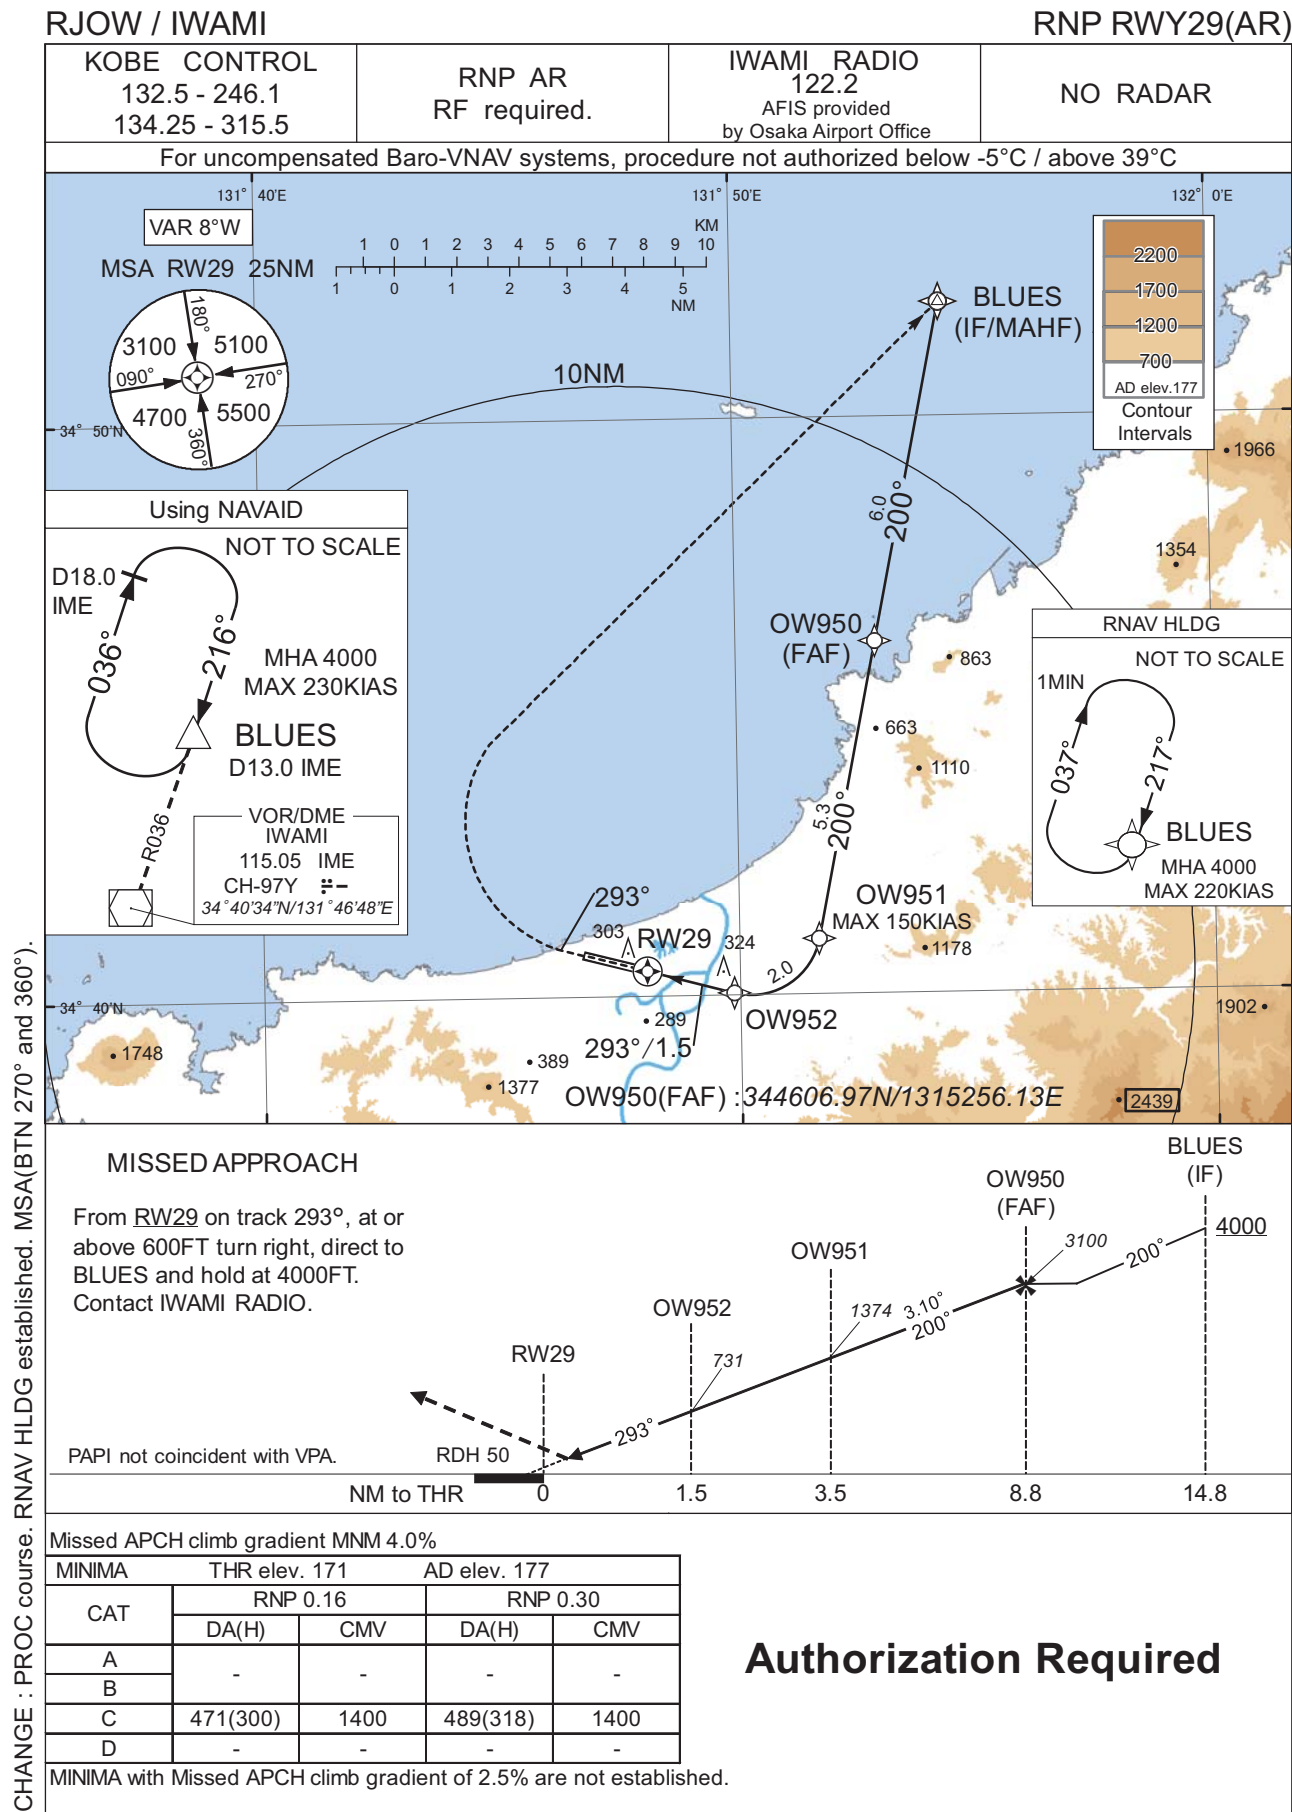 RJOW / IWAMI
RNP RWY29(AR)
KOBE CONTROL
132.5 - 246.1
134.25 - 315.5
RNP AR
RF required.
IWAMI RADIO
122.2
AFIS provided
by Osaka Airport Office
NO RADAR
For uncompensated Baro-VNAV systems, procedure not authorized below -5°C / above 39°C
131° 40'E
131° 50'E
132° 0'E
VAR 8°W
MSA RW29 25NM
180°
3100
5100
090°
270°
4700
5500
360°
KM
1 0 1 2 3 4 5 6 7 8 9 10
1 0 1 2 3 4 5
NM
BLUES
(IF/MAHF)
2200
1700
1200
700
AD elev.177
Contour
Intervals
10NM
34° 50'N
1966
6.0
200°
1354
Using NAVAID
NOT TO SCALE
D18.0
IME
036°
216°
MHA 4000
MAX 230KIAS
BLUES
D13.0 IME
R036
VOR/DME
IWAMI
115.05 IME
CH-97Y
34°40'34"N/131°46'48"E
OW950
(FAF)
863
663
1110
5.3
200°
RNAV HLDG
NOT TO SCALE
1MIN
037°
217°
BLUES
MHA 4000
MAX 220KIAS
OW951
MAX 150KIAS
1178
293°
303
RW29
324
2.0
34° 40'N
OW952
289
293°/1.5
389
1377
1748
1902
OW950(FAF) :344606.97N/1315256.13E
2439
MISSED APPROACH
From RW29 on track 293°, at or
above 600FT turn right, direct to
BLUES and hold at 4000FT.
Contact IWAMI RADIO.
BLUES
(IF)
OW950
(FAF)
4000
3100
200°
OW951
1374
3.10°
200°
OW952
731
RW29
293°
PAPI not coincident with VPA.
RDH 50
NM to THR 0 1.5 3.5 8.8 14.8
Missed APCH climb gradient MNM 4.0%
MINIMA THR elev. 171 AD elev. 177
CAT RNP 0.16 RNP 0.30
DA(H) CMV DA(H) CMV
A
B
- - - -
C 471(300) 1400 489(318) 1400
D - - - -
MINIMA with Missed APCH climb gradient of 2.5% are not established.
Authorization Required
CHANGE : PROC course. RNAV HLDG established. MSA(BTN 270° and 360°).